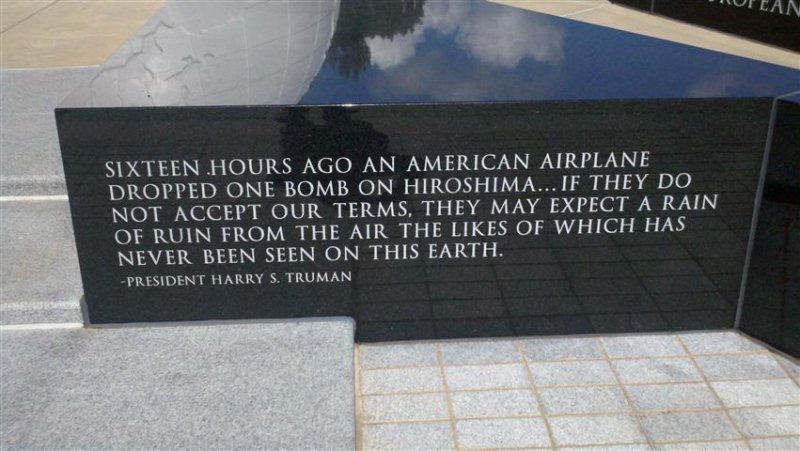 ROPEAN
SIXTEEN .HOURS AGO AN AMERICAN AIRPLANE
DROPPED ONE BOMB ON HIROSHIMA...IF THEY DO
NOT ACCEPT OUR TERMS, THEY MAY EXPECT A RAIN
OF RUIN FROM THE AIR THE LIKES OF WHICH HAS
NEVER BEEN SEEN ON THIS EARTH.
-PRESIDENT HARRY S. TRUMAN